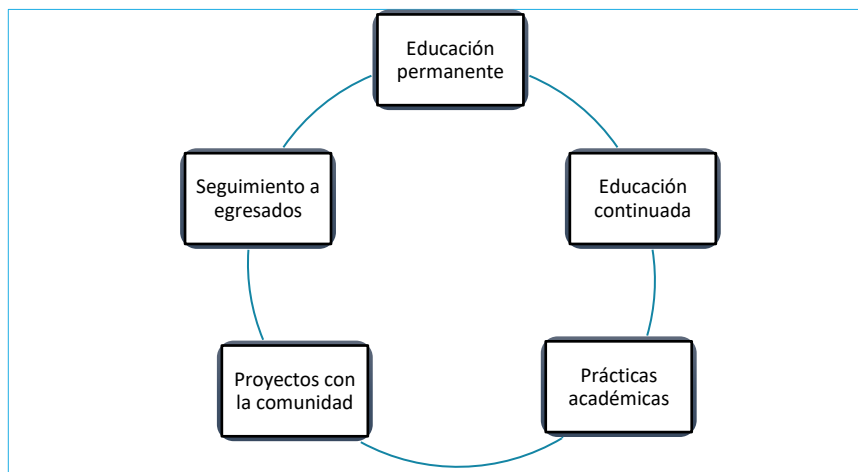 Educación
permanente
Seguimiento a
egresados
Educación
continuada
Proyectos con
la comunidad
Prácticas
académicas